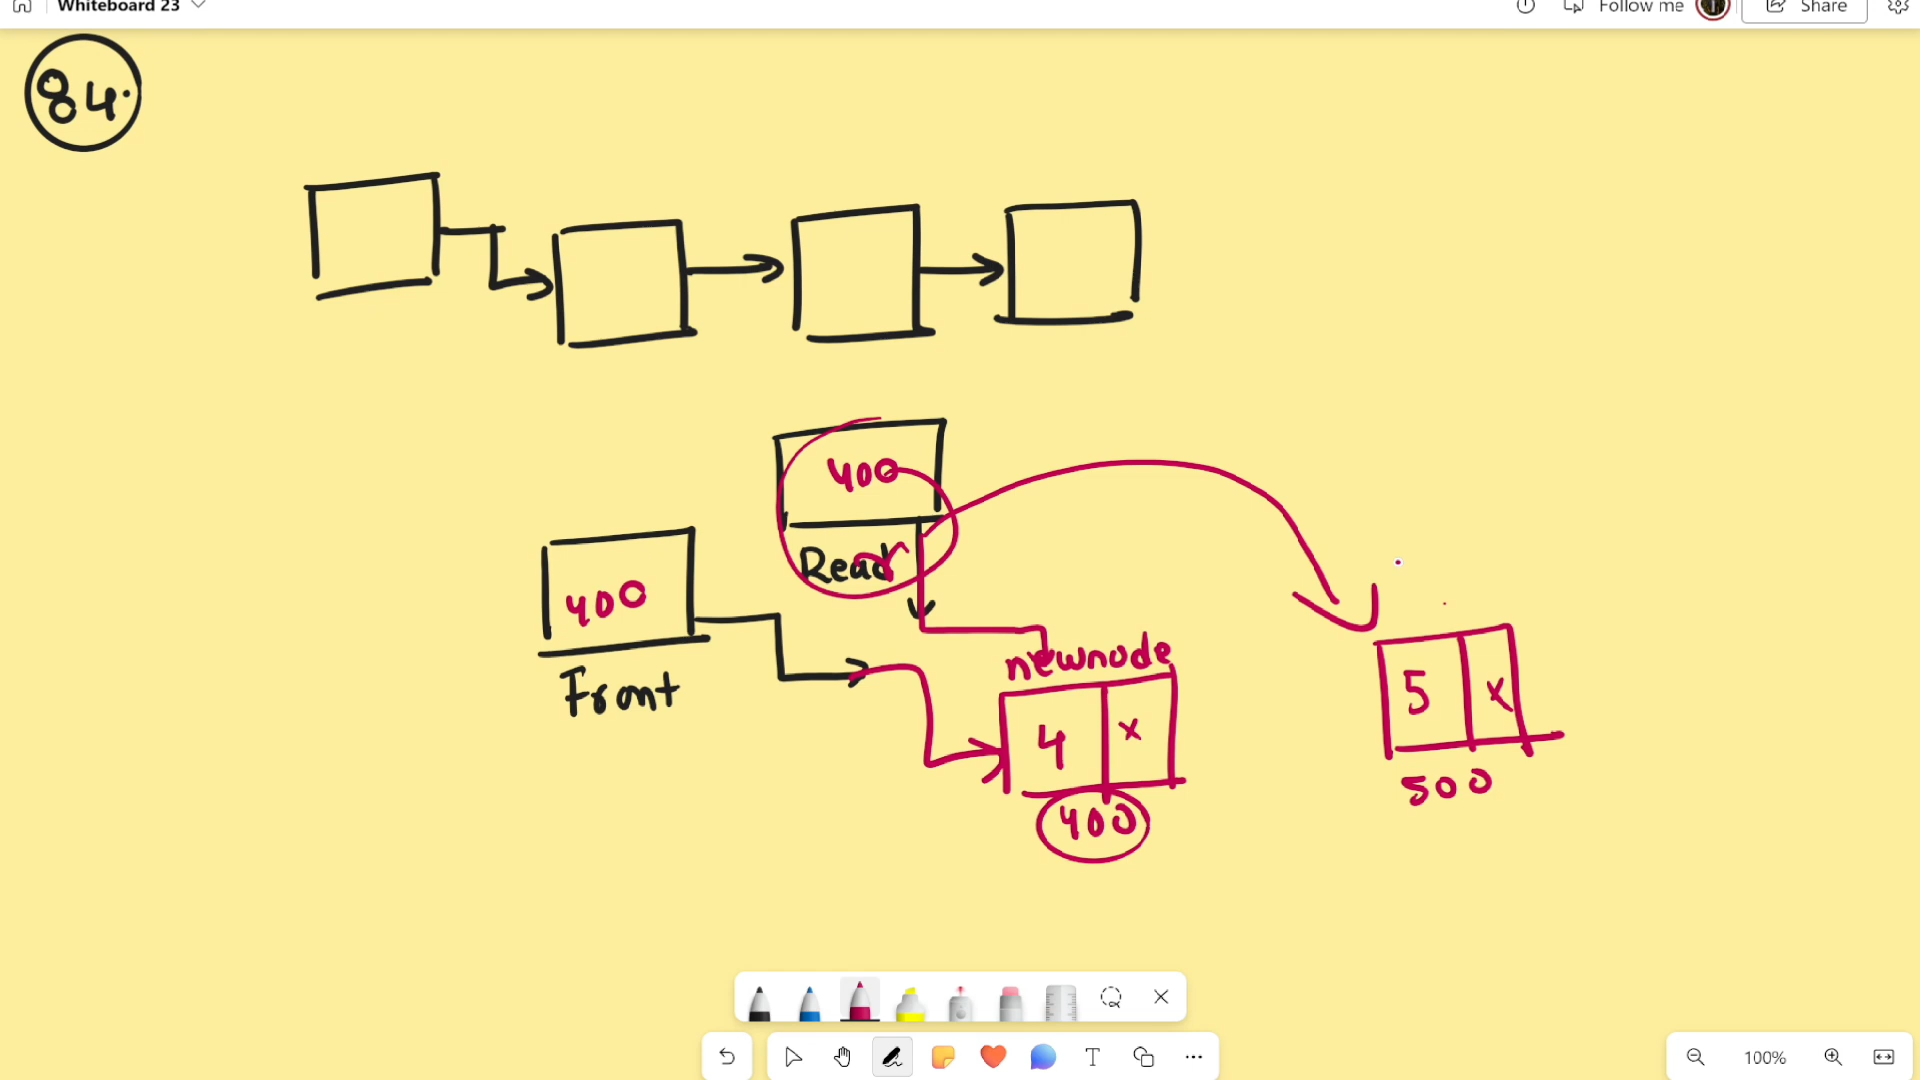 Whiteboard 23
Follow me
Share
84.
400
Rear
400
Front
newnode
4 x
400
5 x
500
100%